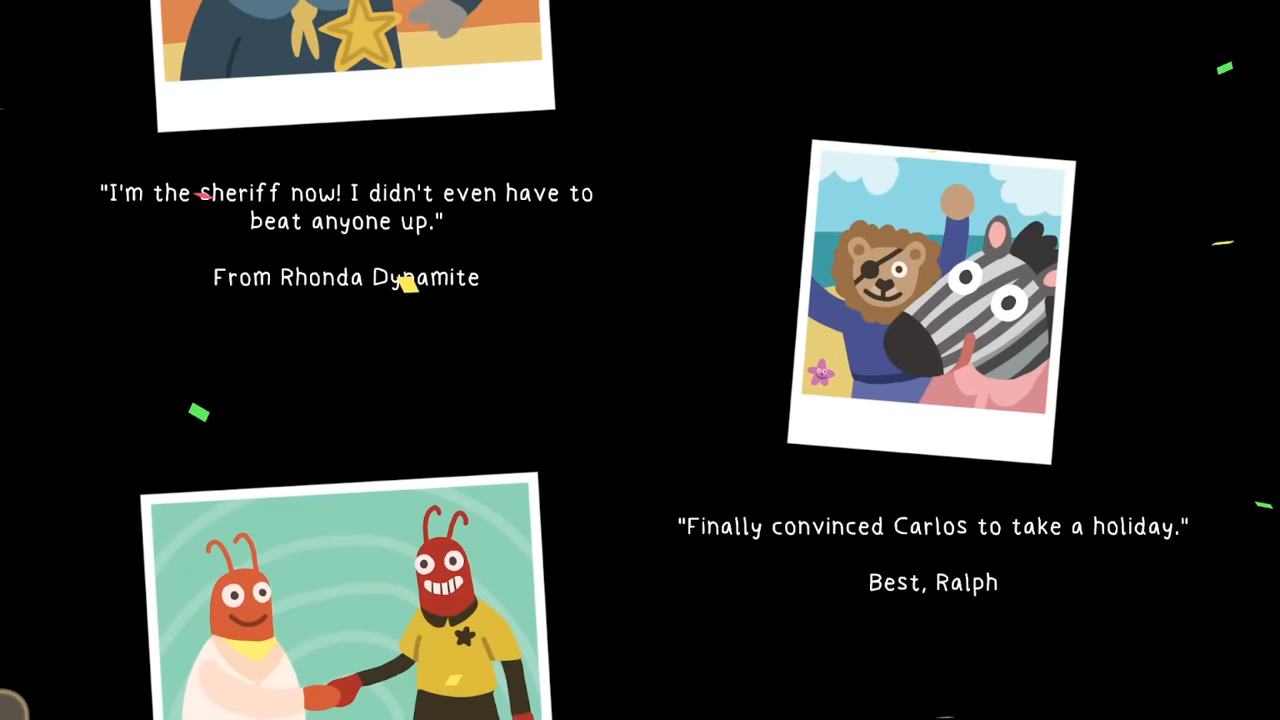 "I'm the sheriff now! I didn't even have to
beat anyone up."
From Rhonda Dynamite
"Finally convinced Carlos to take a holiday."
Best, Ralph